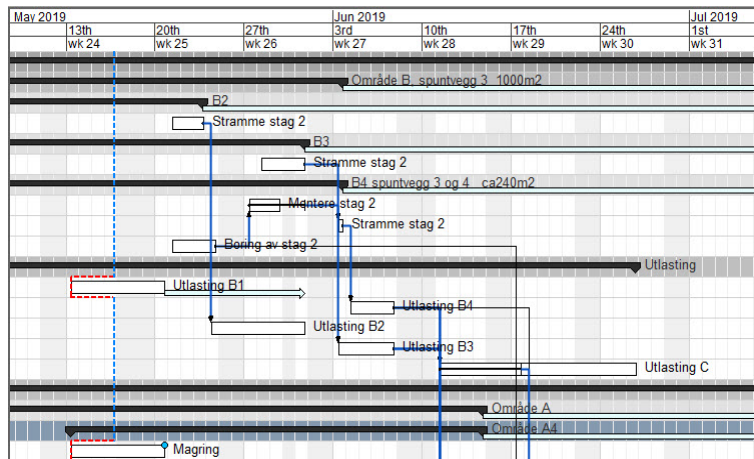 May 2019 Jun 2019 Jul 2019
13th 20th 27th 3rd 10th 17th 24th 1st
wk 24 wk 25 wk 26 wk 27 wk 28 wk 29 wk 30 wk 31
Område B, spuntvegg 3 1000m2
B2
Stramme stag 2
B3
Stramme stag 2
B4 spuntvegg 3 og 4 ca240m2
Montere stag 2
Stramme stag 2
Boring av stag 2
Utlasting
Utlasting B1
Utlasting B4
Utlasting B2
Utlasting B3
Utlasting C
Område A
Område A4
Magring